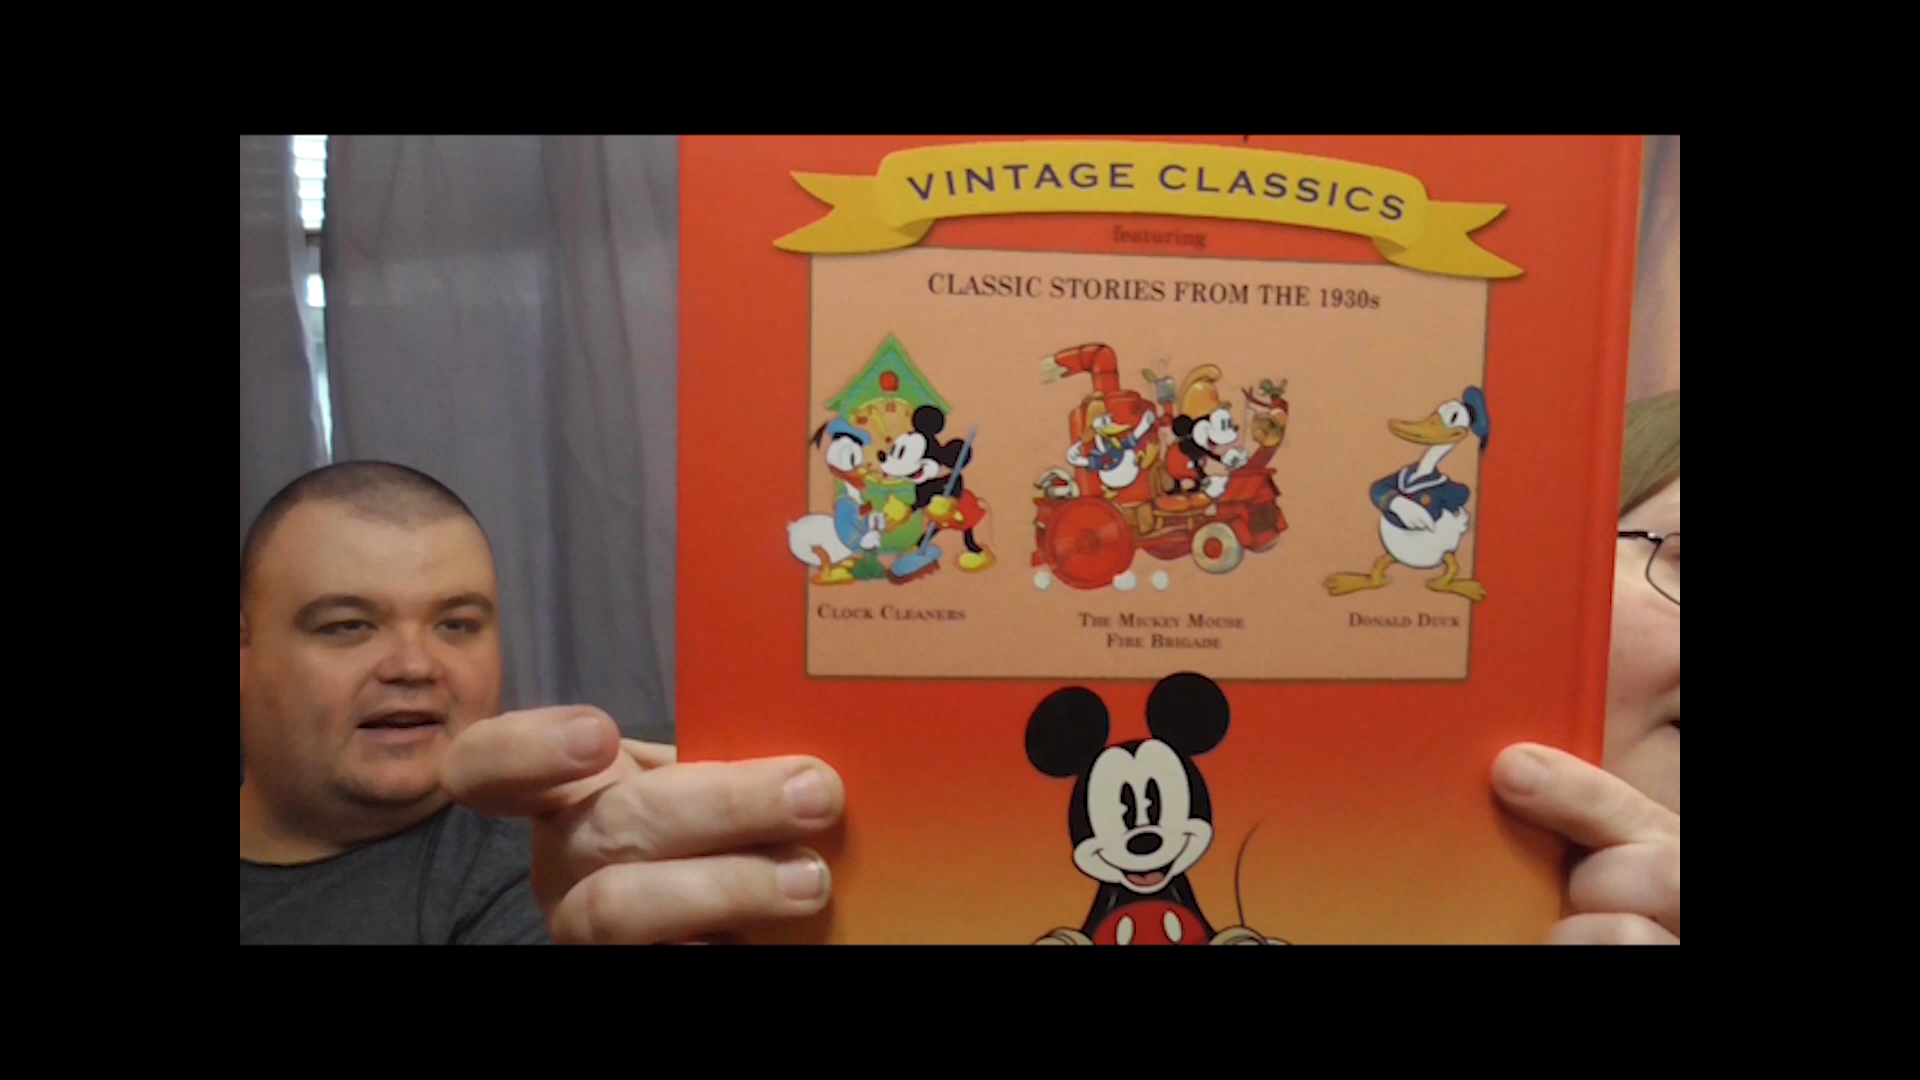 VINTAGE CLASSICS
featuring
CLASSIC STORIES FROM THE 1930s
CLOCK CLEANERS
THE MICKEY MOUSE
FIRE BRIGADE
DONALD DUCK